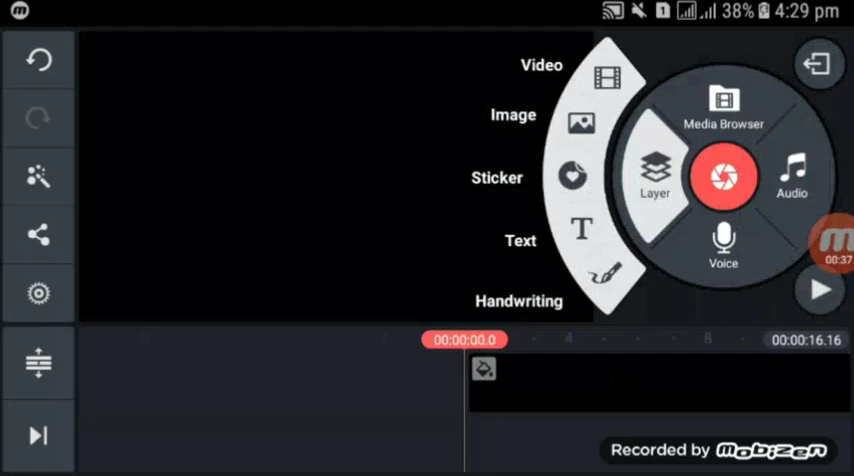 1 38% 4:29 pm
Video
Image
Media Browser
Sticker
Layer
Audio
Text
T
Voice
00:37
Handwriting
00:00:00.0
4
8
00:00:16.16
Recorded by mobizen